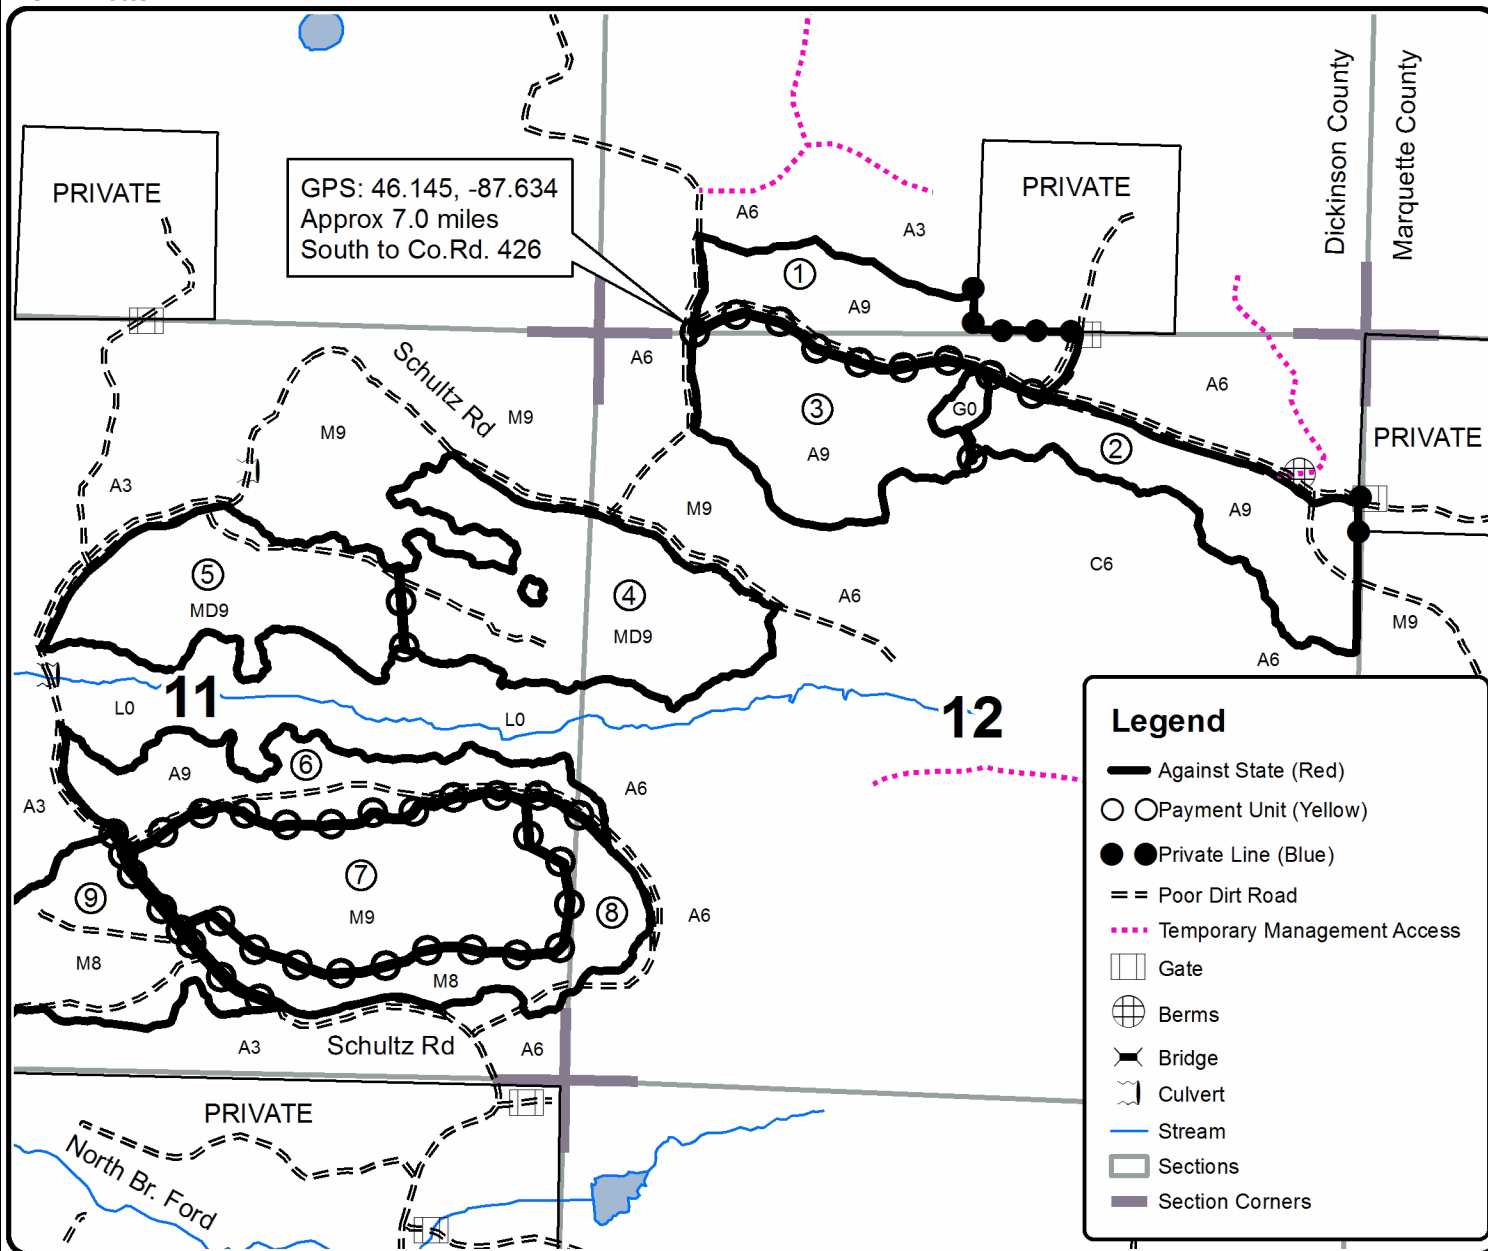 Dickinson County
Marquette County
PRIVATE
PRIVATE
GPS: 46.145, -87.634
Approx 7.0 miles
South to Co.Rd. 426
A6
A3
1
A9
A6
Schultz Rd
M9
M9
A6
3
G0
A9
2
PRIVATE
A3
M9
A9
C6
5
MD9
4
MD9
A6
M9
A6
11
L0
L0
12
6
A9
A6
A3
7
M9
9
8
A6
M8
M8
A3
Schultz Rd
A6
PRIVATE
North Br. Ford
Legend
Against State (Red)
Payment Unit (Yellow)
Private Line (Blue)
Poor Dirt Road
Temporary Management Access
Gate
Berms
Bridge
Culvert
Stream
Sections
Section Corners